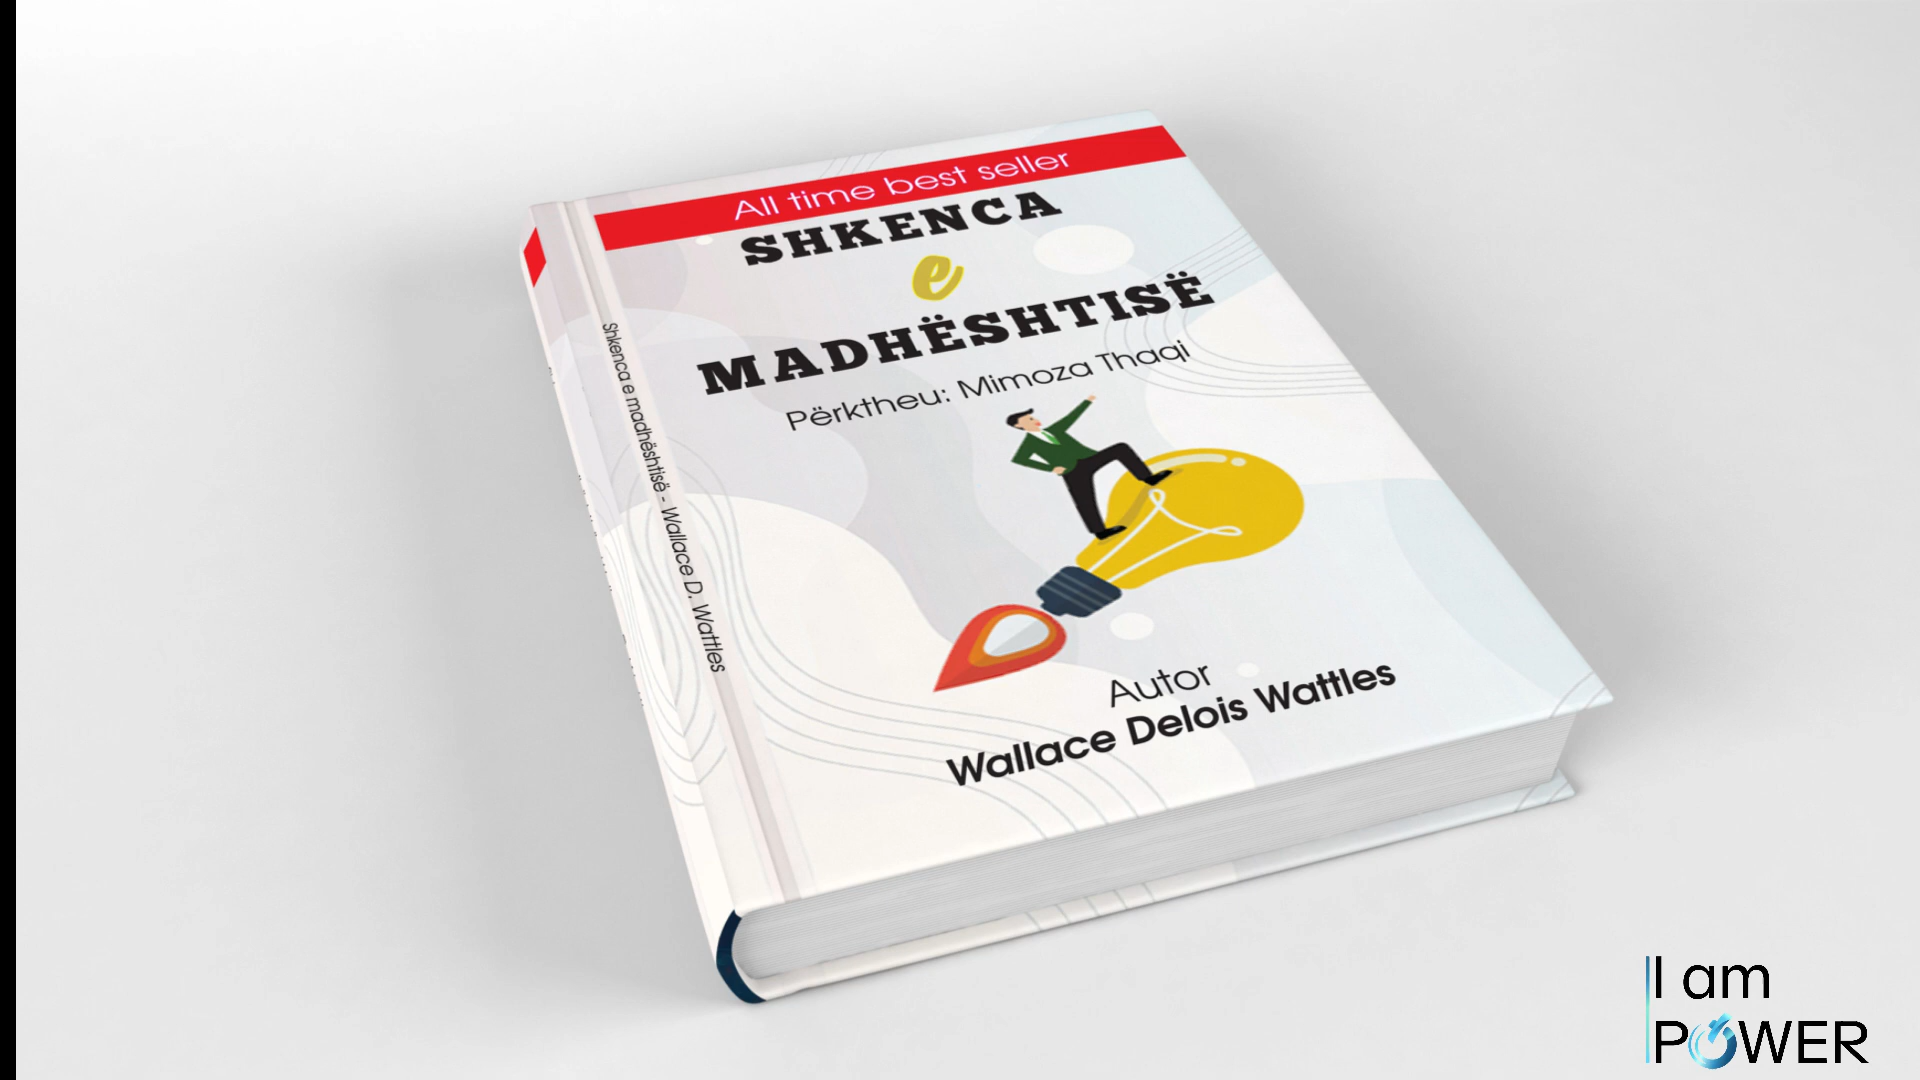 All time best seller
SHKENCA
e
MADHËSHTISË
Përktheu: Mimoza Thaqi
Shkenca e madhështisë - Wallace D. Wattles
Autor
Wallace Delois Wattles
I am
POWER